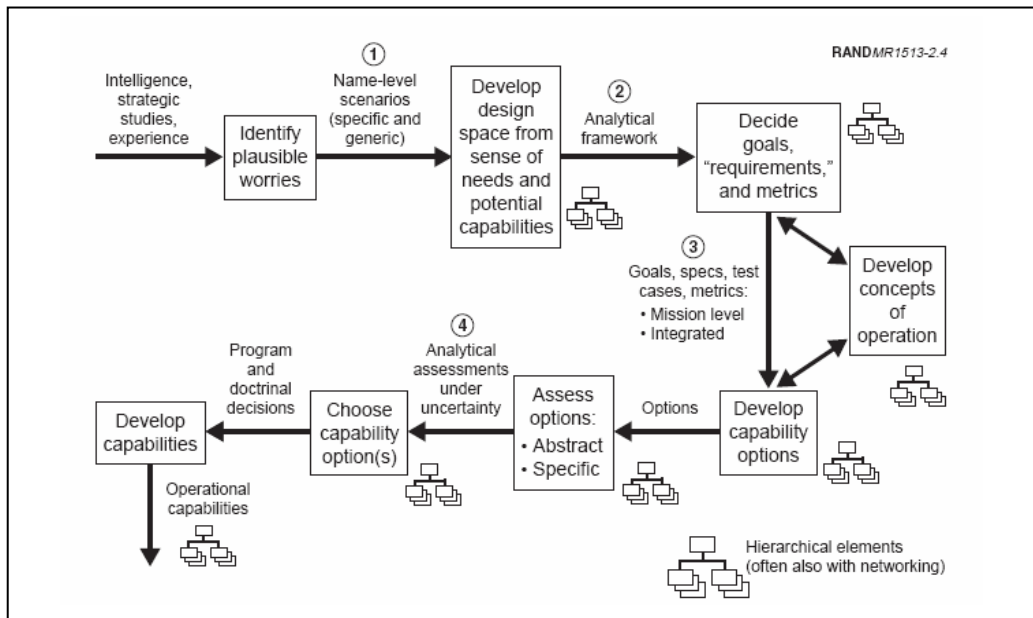 RANDMR1513-2.4
Intelligence,
strategic
studies,
experience
Identify
plausible
worries
1
Name-level
scenarios
(specific and
generic)
Develop
design
space from
sense of
needs and
potential
capabilities
2
Analytical
framework
Decide
goals,
“requirements,”
and metrics
3
Goals, specs, test
cases, metrics:
• Mission level
• Integrated
Develop
concepts
of
operation
Develop
capability
options
Options
Assess
options:
• Abstract
• Specific
4
Analytical
assessments
under
uncertainty
Choose
capability
option(s)
Program
and
doctrinal
decisions
Develop
capabilities
Operational
capabilities
Hierarchical elements
(often also with networking)